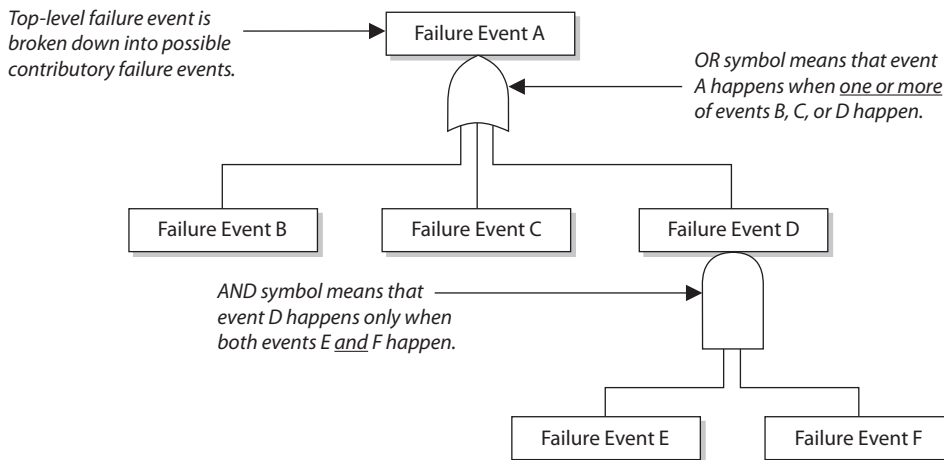 Top-level failure event is
broken down into possible
contributory failure events.
Failure Event A
OR symbol means that event
A happens when one or more
of events B, C, or D happen.
Failure Event B
Failure Event C
Failure Event D
AND symbol means that
event D happens only when
both events E and F happen.
Failure Event E
Failure Event F